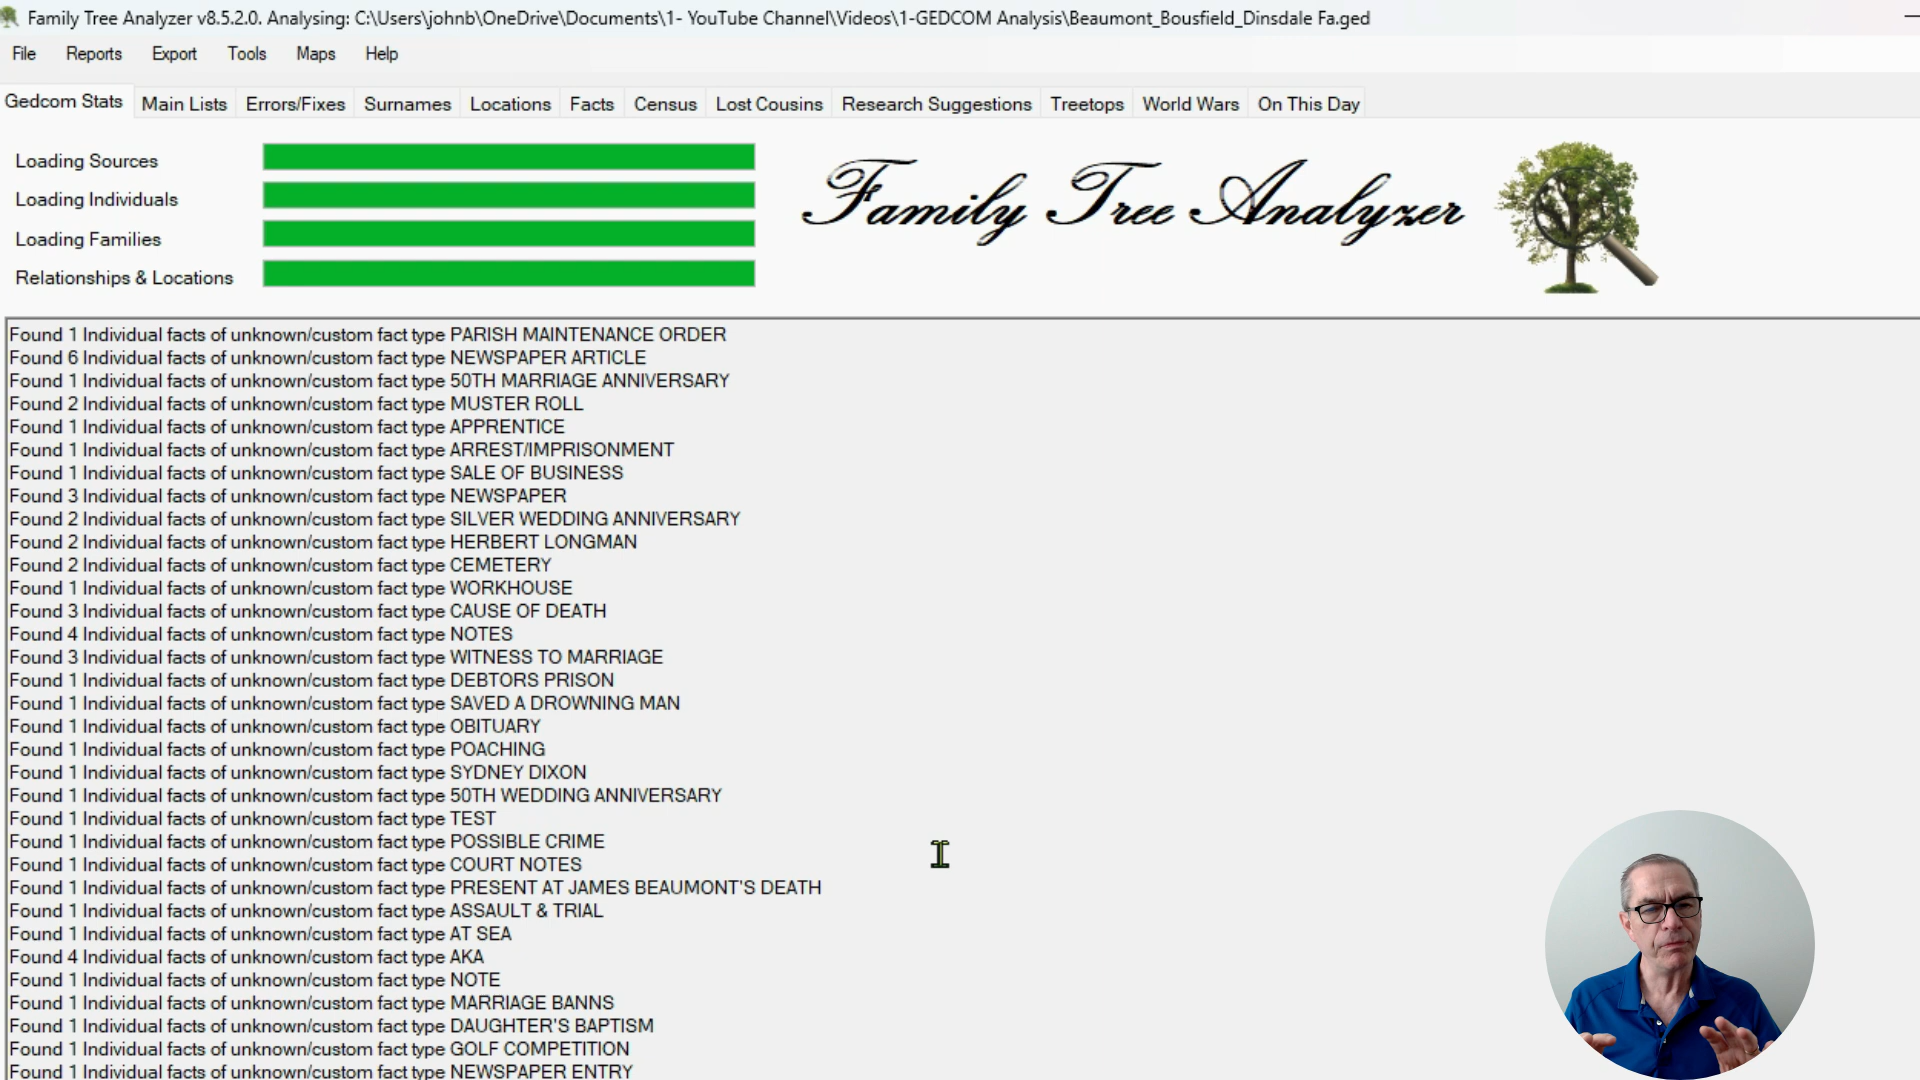 Family Tree Analyzer v8.5.2.0. Analysing: C:\Users\johnb\OneDrive\Documents\1- YouTube Channel\Videos\1-GEDCOM Analysis\Beaumont_Bousfield_Dinsdale Fa.ged
File Reports Export Tools Maps Help
Gedcom Stats Main Lists Errors/Fixes Surnames Locations Facts Census Lost Cousins Research Suggestions Treetops World Wars On This Day
Loading Sources
Loading Individuals
Loading Families
Relationships & Locations
Family Tree Analyzer
Found 1 Individual facts of unknown/custom fact type PARISH MAINTENANCE ORDER
Found 6 Individual facts of unknown/custom fact type NEWSPAPER ARTICLE
Found 1 Individual facts of unknown/custom fact type 50TH MARRIAGE ANNIVERSARY
Found 2 Individual facts of unknown/custom fact type MUSTER ROLL
Found 1 Individual facts of unknown/custom fact type APPRENTICE
Found 1 Individual facts of unknown/custom fact type ARREST/IMPRISONMENT
Found 1 Individual facts of unknown/custom fact type SALE OF BUSINESS
Found 3 Individual facts of unknown/custom fact type NEWSPAPER
Found 2 Individual facts of unknown/custom fact type SILVER WEDDING ANNIVERSARY
Found 2 Individual facts of unknown/custom fact type HERBERT LONGMAN
Found 2 Individual facts of unknown/custom fact type CEMETERY
Found 1 Individual facts of unknown/custom fact type WORKHOUSE
Found 3 Individual facts of unknown/custom fact type CAUSE OF DEATH
Found 4 Individual facts of unknown/custom fact type NOTES
Found 3 Individual facts of unknown/custom fact type WITNESS TO MARRIAGE
Found 1 Individual facts of unknown/custom fact type DEBTORS PRISON
Found 1 Individual facts of unknown/custom fact type SAVED A DROWNING MAN
Found 1 Individual facts of unknown/custom fact type OBITUARY
Found 1 Individual facts of unknown/custom fact type POACHING
Found 1 Individual facts of unknown/custom fact type SYDNEY DIXON
Found 1 Individual facts of unknown/custom fact type 50TH WEDDING ANNIVERSARY
Found 1 Individual facts of unknown/custom fact type TEST
Found 1 Individual facts of unknown/custom fact type POSSIBLE CRIME
Found 1 Individual facts of unknown/custom fact type COURT NOTES
Found 1 Individual facts of unknown/custom fact type PRESENT AT JAMES BEAUMONT'S DEATH
Found 1 Individual facts of unknown/custom fact type ASSAULT & TRIAL
Found 1 Individual facts of unknown/custom fact type AT SEA
Found 4 Individual facts of unknown/custom fact type AKA
Found 1 Individual facts of unknown/custom fact type NOTE
Found 1 Individual facts of unknown/custom fact type MARRIAGE BANNS
Found 1 Individual facts of unknown/custom fact type DAUGHTER'S BAPTISM
Found 1 Individual facts of unknown/custom fact type GOLF COMPETITION
Found 1 Individual facts of unknown/custom fact type NEWSPAPER ENTRY